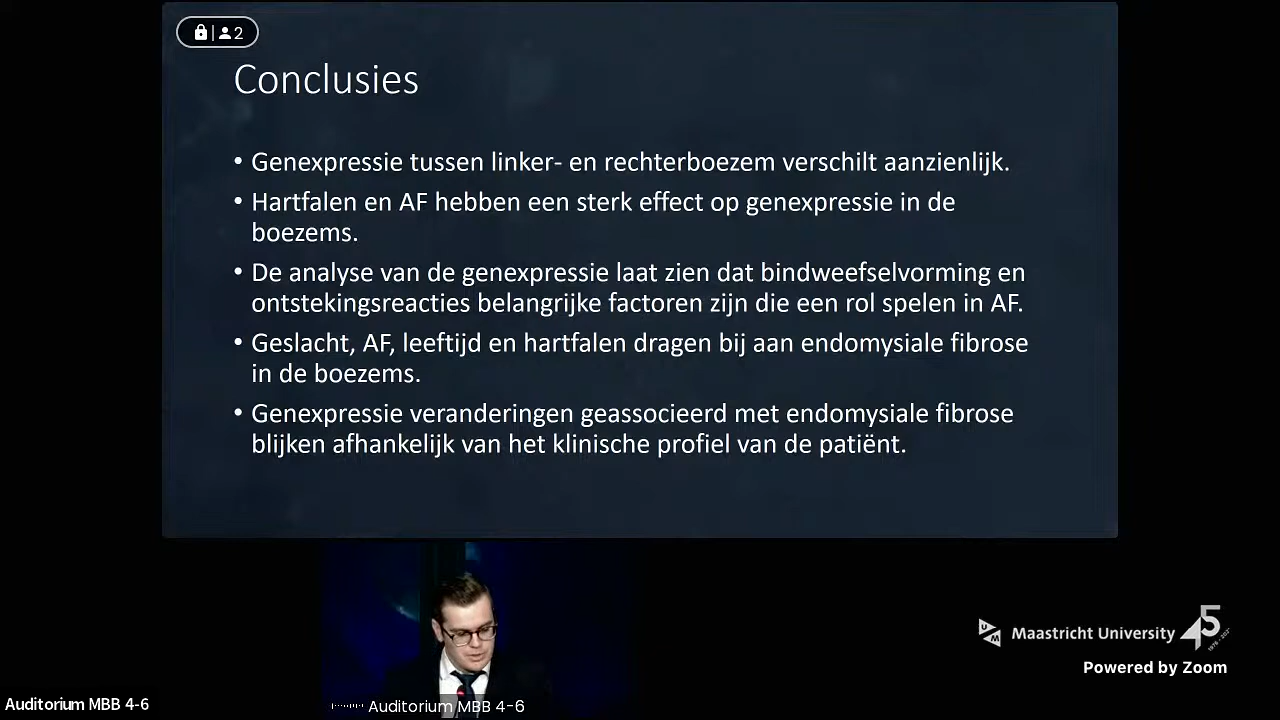 2
Conclusies
• Genexpressie tussen linker- en rechterboezem verschilt aanzienlijk.
• Hartfalen en AF hebben een sterk effect op genexpressie in de
boezems.
• De analyse van de genexpressie laat zien dat bindweefselvorming en
ontstekingsreacties belangrijke factoren zijn die een rol spelen in AF.
• Geslacht, AF, leeftijd en hartfalen dragen bij aan endomysiale fibrose
in de boezems.
• Genexpressie veranderingen geassocieerd met endomysiale fibrose
blijken afhankelijk van het klinische profiel van de patiënt.
Maastricht University 45
Powered by Zoom
Auditorium MBB 4-6
Auditorium MBB 4-6